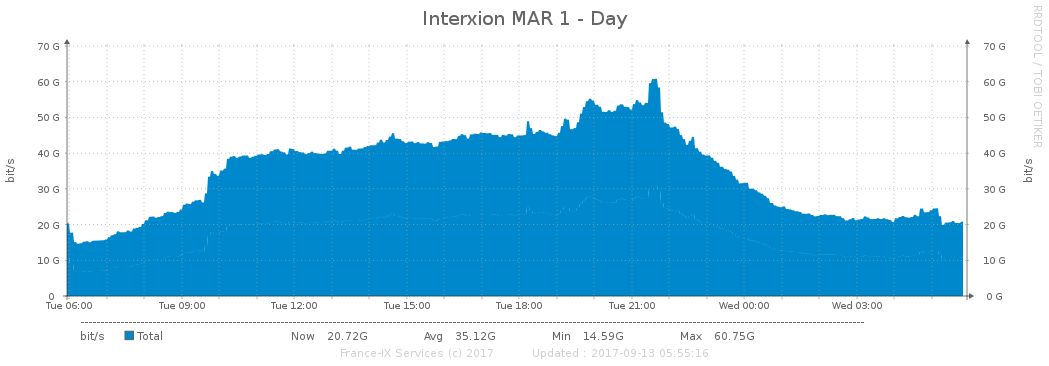 Interxion MAR 1 - Day
RRDTOOL / TOBI OETIKER
bit/s
70 G 70 G
60 G 60 G
50 G 50 G
40 G 40 G
30 G 30 G
20 G 20 G
10 G 10 G
0 0 G
bit/s
Tue 06:00 Tue 09:00 Tue 12:00 Tue 15:00 Tue 18:00 Tue 21:00 Wed 00:00 Wed 03:00
bit/s Total Now 20.72G Avg 35.12G Min 14.59G Max 60.75G
France-IX Services (c) 2017 Updated : 2017-09-13 05:55:16